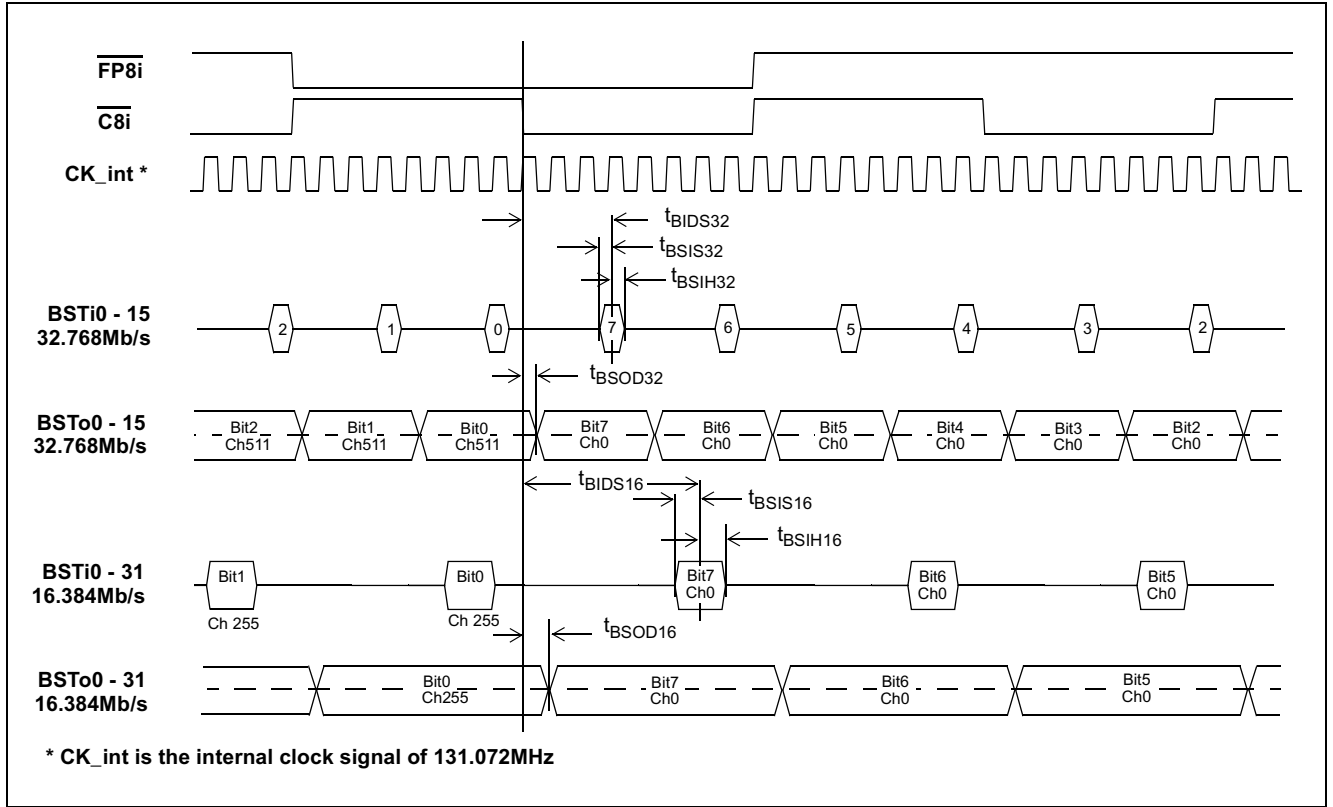 FP8i
C8i
CK_int *
tBIDS32
tBSIS32
tBSIH32
BSTi0 - 15
32.768Mb/s
2 1 0 7 6 5 4 3 2
tBSOD32
BSTo0 - 15
32.768Mb/s
Bit2 Bit1 Bit0 Bit7 Bit6 Bit5 Bit4 Bit3 Bit2
Ch511 Ch511 Ch511 Ch0 Ch0 Ch0 Ch0 Ch0 Ch0
tBIDS16
tBSIS16
tBSIH16
BSTi0 - 31
16.384Mb/s
Bit1 Bit0 Bit7 Bit6 Bit5
Ch0 Ch0 Ch0
Ch 255 Ch 255
tBSOD16
BSTo0 - 31
16.384Mb/s
Bit0 Bit7 Bit6 Bit5
Ch255 Ch0 Ch0 Ch0
* CK_int is the internal clock signal of 131.072MHz